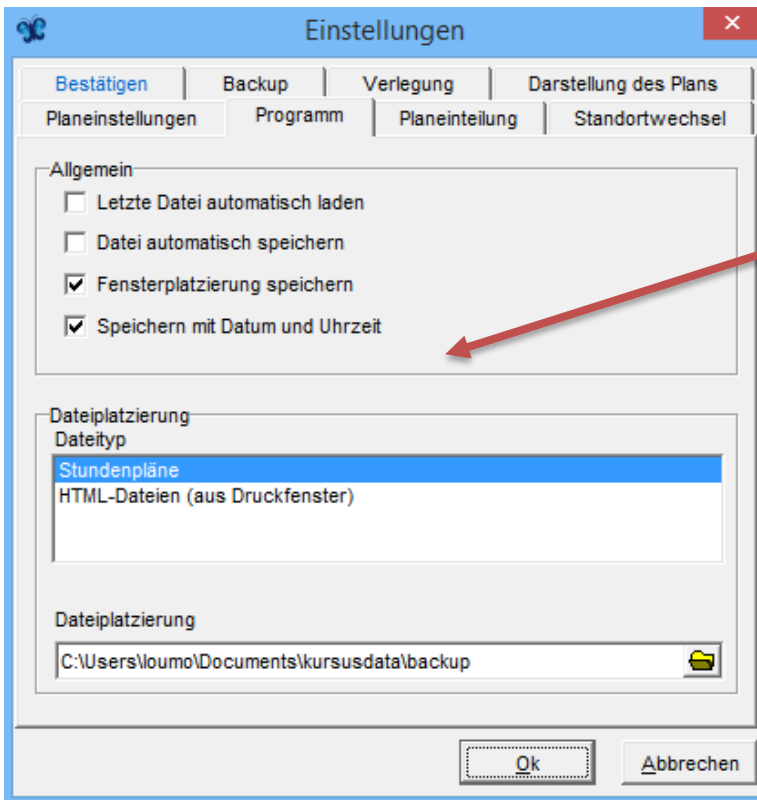 Einstellungen
Bestätigen Backup Verlegung Darstellung des Plans
Planeinstellungen Programm Planeinteilung Standortwechsel
Allgemein
Letzte Datei automatisch laden
Datei automatisch speichern
Fensterplatzierung speichern
Speichern mit Datum und Uhrzeit
Dateiplatzierung
Dateityp
Stundenpläne
HTML-Dateien (aus Druckfenster)
Dateiplatzierung
C:\Users\loumo\Documents\kursusdata\backup
Ok Abbrechen